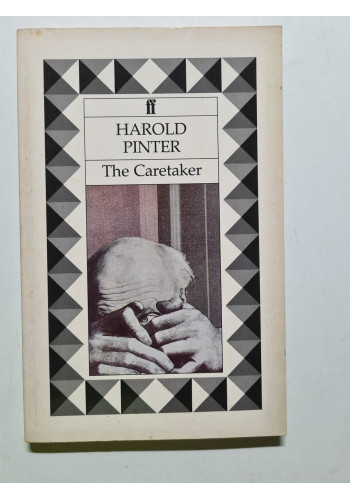 ff
HAROLD
PINTER
The Caretaker